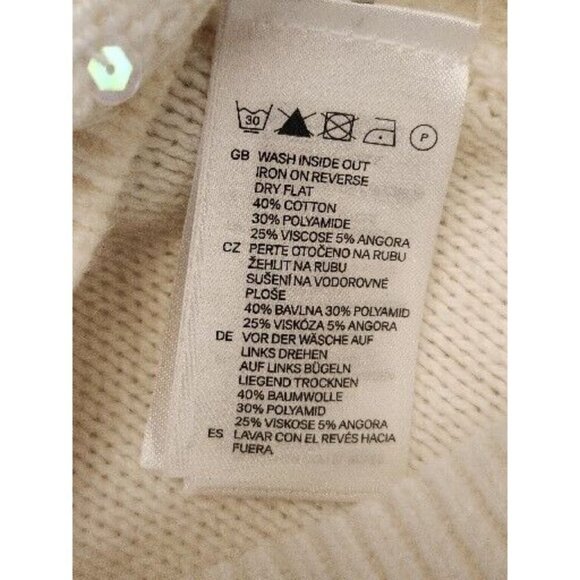 30 P
GB WASH INSIDE OUT
IRON ON REVERSE
DRY FLAT
40% COTTON
30% POLYAMIDE
25% VISCOSE 5% ANGORA
CZ PERTE OTOČENO NA RUBU
ŽEHLIT NA RUBU
SUŠENÍ NA VODOROVNÉ
PLOŠE
40% BAVLNA 30% POLYAMID
25% VISKÓZA 5% ANGORA
DE VOR DER WÄSCHE AUF
LINKS DREHEN
AUF LINKS BÜGELN
LIEGEND TROCKNEN
40% BAUMWOLLE
30% POLYAMID
25% VISKOSE 5% ANGORA
ES LAVAR CON EL REVÉS HACIA
FUERA